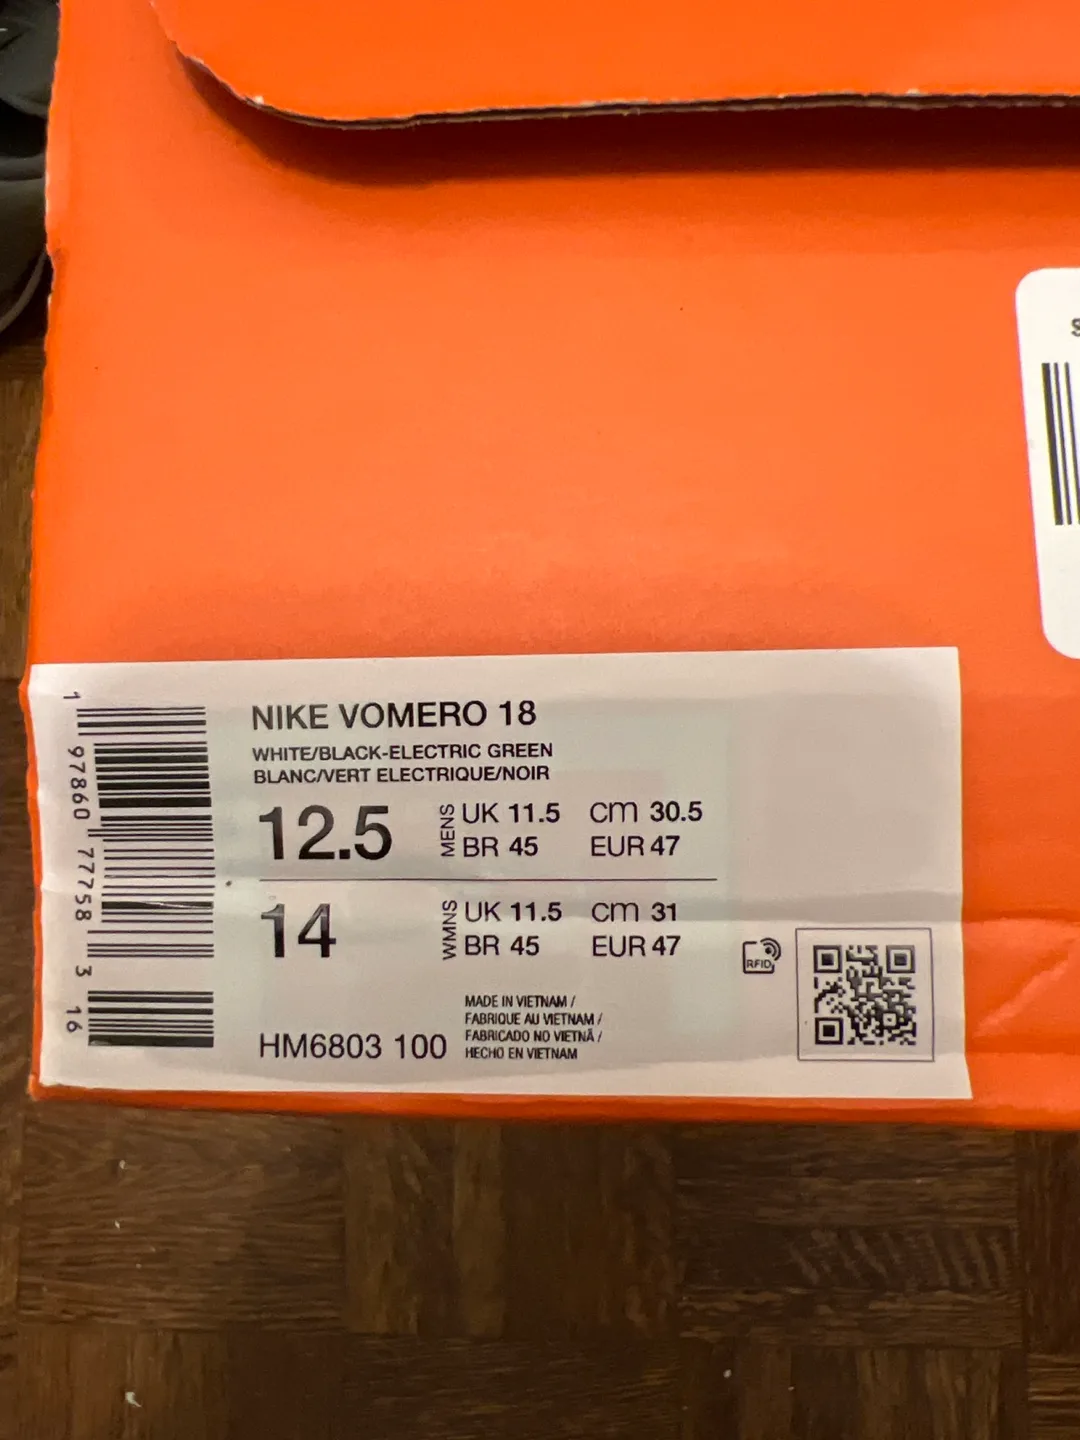 S
NIKE VOMERO 18
WHITE/BLACK-ELECTRIC GREEN
BLANC/VERT ELECTRIQUE/NOIR
12.5 MENS UK 11.5 CM 30.5
BR 45 EUR 47
14 WMNS UK 11.5 CM 31
BR 45 EUR 47
RFID
MADE IN VIETNAM /
FABRIQUE AU VIETNAM /
FABRICADO NO VIETNÃ /
HECHO EN VIETNAM
HM6803 100
1 97860 77758 3 16